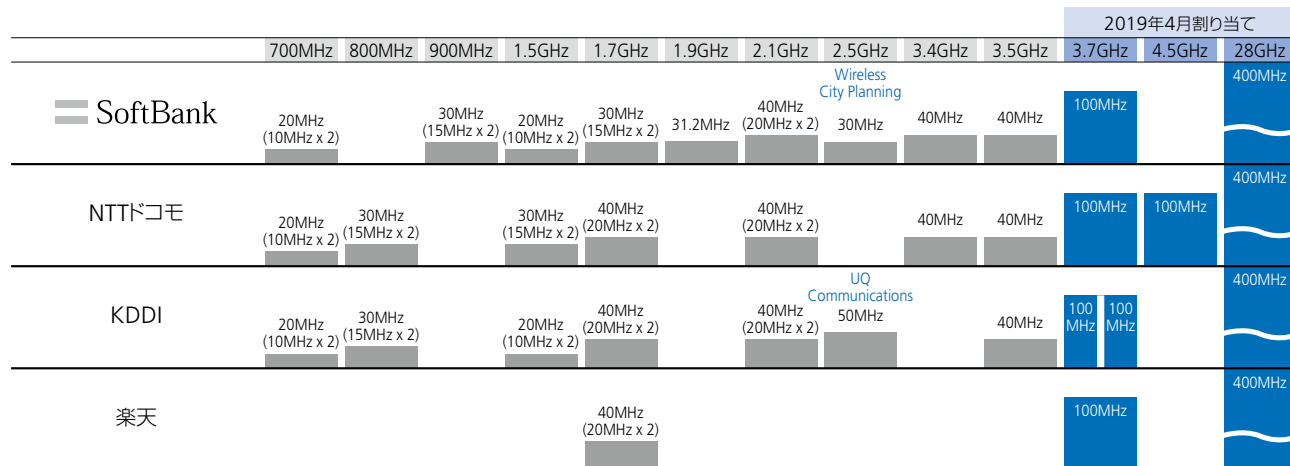 2019年4月割り当て
700MHz 800MHz 900MHz 1.5GHz 1.7GHz 1.9GHz 2.1GHz 2.5GHz 3.4GHz 3.5GHz 3.7GHz 4.5GHz 28GHz
SoftBank
20MHz
(10MHz x 2)
30MHz
(15MHz x 2)
20MHz
(10MHz x 2)
30MHz
(15MHz x 2)
31.2MHz
40MHz
(20MHz x 2)
Wireless
City Planning
30MHz
40MHz
40MHz
100MHz
400MHz
NTTドコモ
20MHz
(10MHz x 2)
30MHz
(15MHz x 2)
30MHz
(15MHz x 2)
40MHz
(20MHz x 2)
40MHz
(20MHz x 2)
40MHz
40MHz
100MHz
100MHz
400MHz
KDDI
20MHz
(10MHz x 2)
30MHz
(15MHz x 2)
20MHz
(10MHz x 2)
40MHz
(20MHz x 2)
40MHz
(20MHz x 2)
UQ
Communications
50MHz
40MHz
100
MHz
100
MHz
400MHz
楽天
40MHz
(20MHz x 2)
100MHz
400MHz